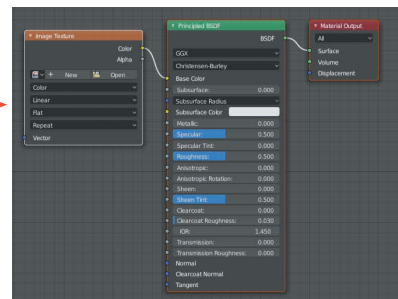 Image Texture
Color
Alpha
New
Open
Color
Linear
Flat
Repeat
Vector
Principled BSDF
BSDF
GGX
Christensen-Burley
Base Color
Subsurface: 0.000
Subsurface Radius
Subsurface Color
Metallic: 0.000
Specular: 0.500
Specular Tint: 0.000
Roughness: 0.500
Anisotropic: 0.000
Anisotropic Rotation: 0.000
Sheen: 0.000
Sheen Tint: 0.500
Clearcoat: 0.000
Clearcoat Roughness: 0.030
IOR: 1.450
Transmission: 0.000
Transmission Roughness: 0.000
Normal
Clearcoat Normal
Tangent
Material Output
All
Surface
Volume
Displacement